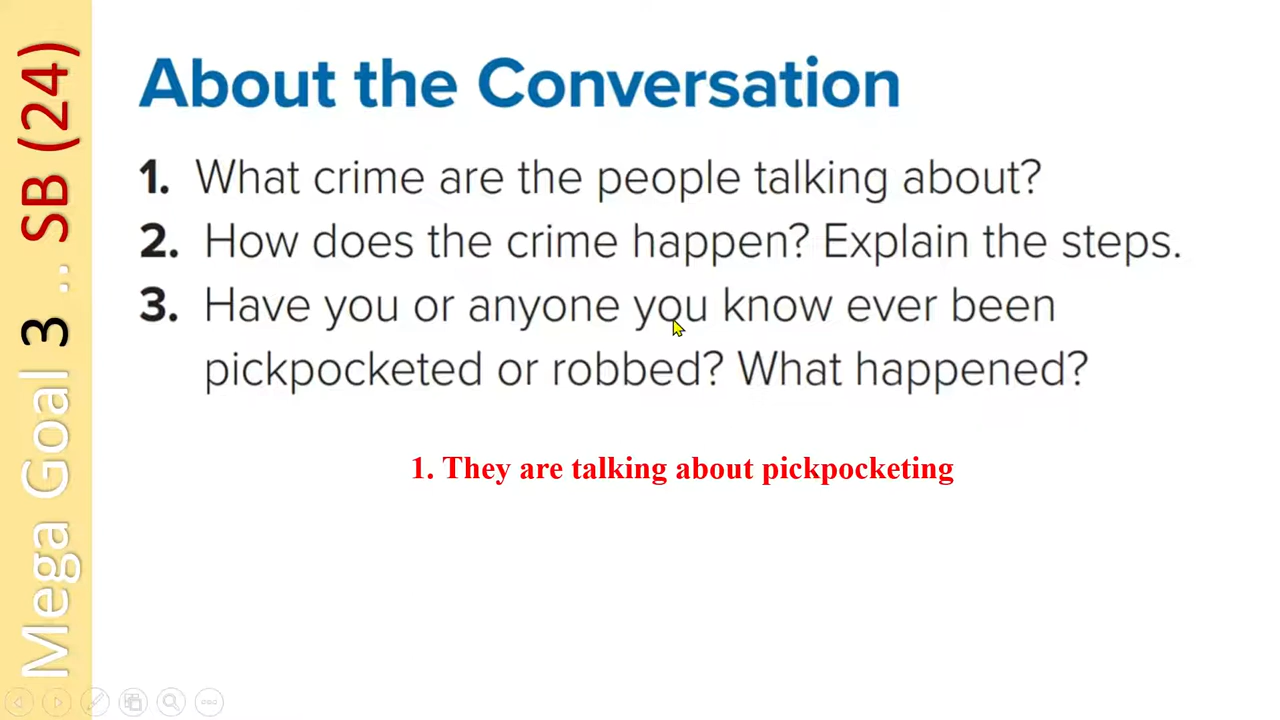 Mega Goal 3 .. SB (24)
About the Conversation
1. What crime are the people talking about?
2. How does the crime happen? Explain the steps.
3. Have you or anyone you know ever been
pickpocketed or robbed? What happened?
1. They are talking about pickpocketing